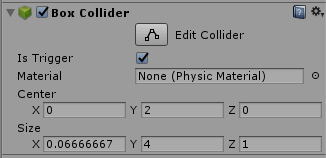 Box Collider
Edit Collider
Is Trigger
Material None (Physic Material)
Center
X 0 Y 2 Z 0
Size
X 0.06666667 Y 4 Z 1